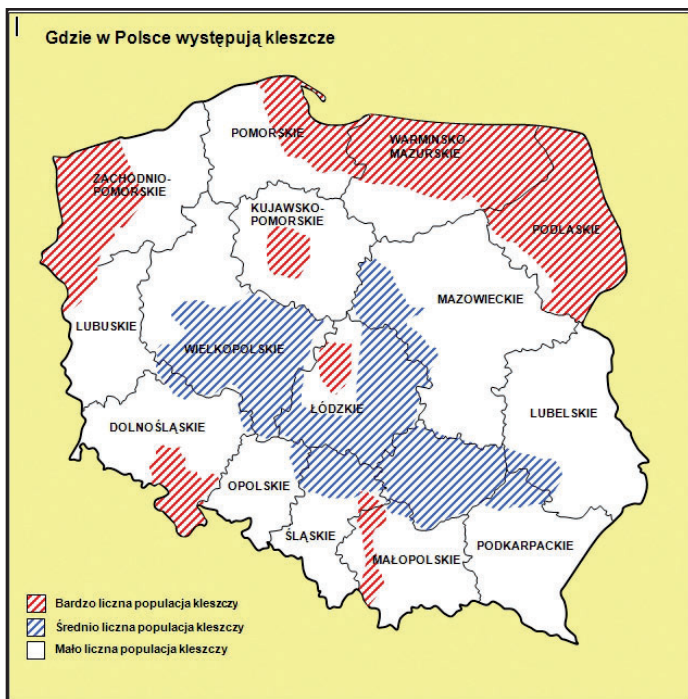 Gdzie w Polsce występują kleszcze
POMORSKIE
WARMIŃSKO-
MAZURSKIE
ZACHODNIO-
POMORSKIE
KUJAWSKO-
POMORSKIE
PODLASKIE
MAZOWIECKIE
LUBUSKIE
WIELKOPOLSKIE
ŁÓDZKIE
LUBELSKIE
DOLNOŚLĄSKIE
OPOLSKIE
ŚLĄSKIE
MAŁOPOLSKIE
PODKARPACKIE
Bardzo liczna populacja kleszczy
Średnio liczna populacja kleszczy
Mało liczna populacja kleszczy